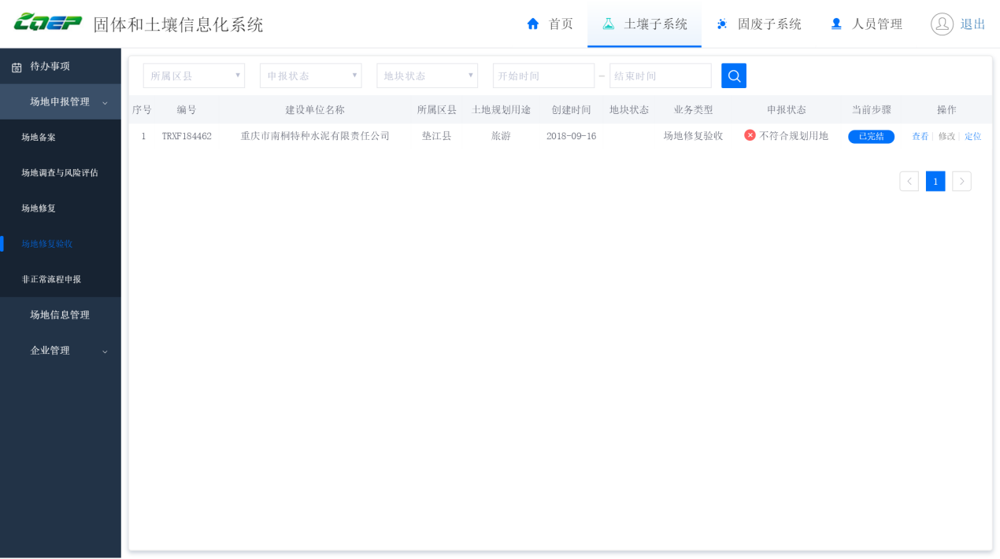 CQEP 固体和土壤信息化系统 首页 土壤子系统 固废子系统 人员管理 退出
待办事项
场地申报管理
场地备案
场地调查与风险评估
场地修复
场地修复验收
非正常流程申报
场地信息管理
企业管理
所属区县 申报状态 地块状态 开始时间 – 结束时间
序号 编号 建设单位名称 所属区县 土地规划用途 创建时间 地块状态 业务类型 申报状态 当前步骤 操作
1 TRXF184462 重庆市南桐特种水泥有限责任公司 垫江县 旅游 2018-09-16 场地修复验收 不符合规划用地 已完结 查看 修改 定位
< 1 >